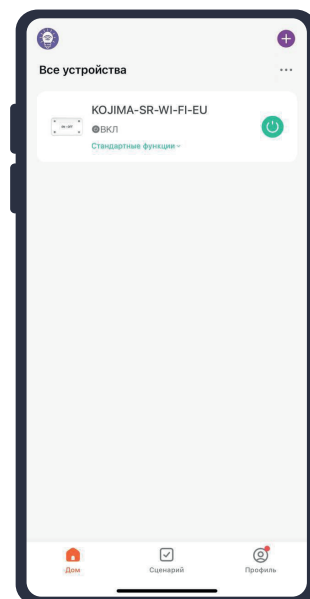 Все устройства
KOJIMA-SR-WI-FI-EU
ВКЛ
Стандартные функции
Дом
Сценарий
Профиль